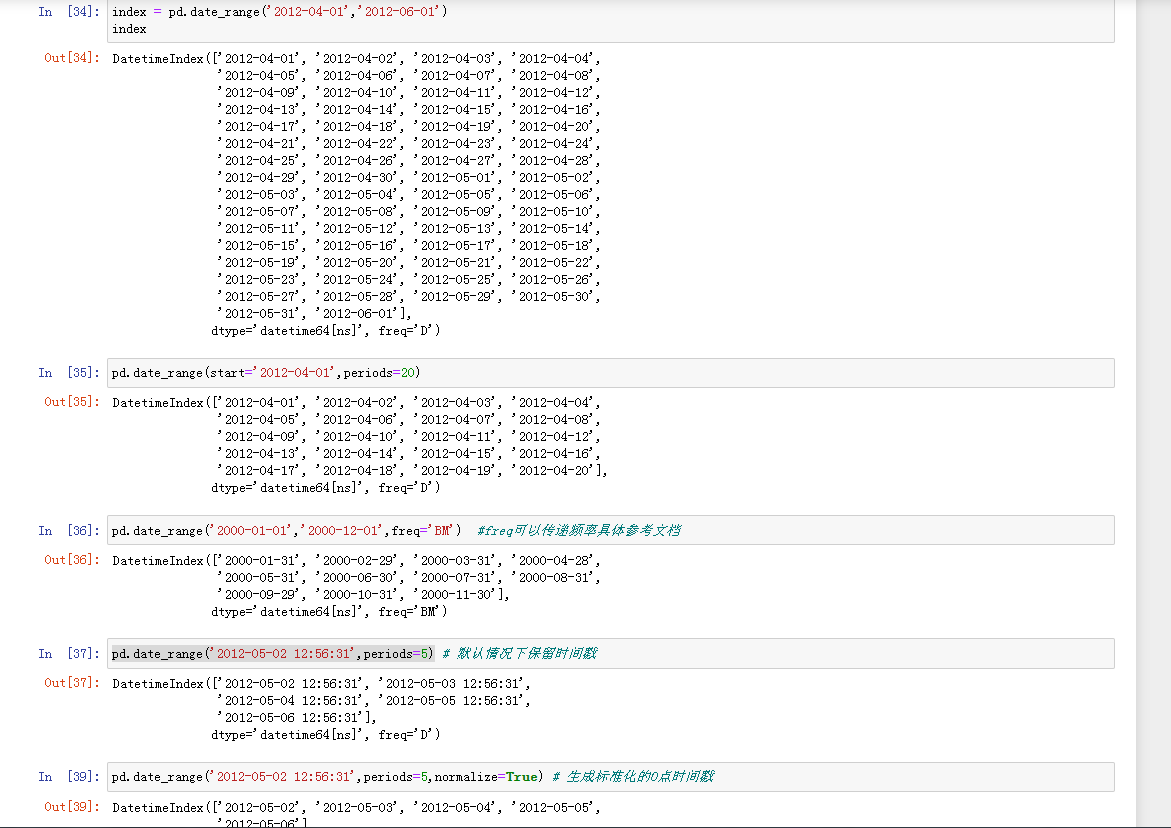 In [34]: index = pd.date_range('2012-04-01','2012-06-01')
index
Out[34]: DatetimeIndex(['2012-04-01', '2012-04-02', '2012-04-03', '2012-04-04',
'2012-04-05', '2012-04-06', '2012-04-07', '2012-04-08',
'2012-04-09', '2012-04-10', '2012-04-11', '2012-04-12',
'2012-04-13', '2012-04-14', '2012-04-15', '2012-04-16',
'2012-04-17', '2012-04-18', '2012-04-19', '2012-04-20',
'2012-04-21', '2012-04-22', '2012-04-23', '2012-04-24',
'2012-04-25', '2012-04-26', '2012-04-27', '2012-04-28',
'2012-04-29', '2012-04-30', '2012-05-01', '2012-05-02',
'2012-05-03', '2012-05-04', '2012-05-05', '2012-05-06',
'2012-05-07', '2012-05-08', '2012-05-09', '2012-05-10',
'2012-05-11', '2012-05-12', '2012-05-13', '2012-05-14',
'2012-05-15', '2012-05-16', '2012-05-17', '2012-05-18',
'2012-05-19', '2012-05-20', '2012-05-21', '2012-05-22',
'2012-05-23', '2012-05-24', '2012-05-25', '2012-05-26',
'2012-05-27', '2012-05-28', '2012-05-29', '2012-05-30',
'2012-05-31', '2012-06-01'],
dtype='datetime64[ns]', freq='D')
In [35]: pd.date_range(start='2012-04-01',periods=20)
Out[35]: DatetimeIndex(['2012-04-01', '2012-04-02', '2012-04-03', '2012-04-04',
'2012-04-05', '2012-04-06', '2012-04-07', '2012-04-08',
'2012-04-09', '2012-04-10', '2012-04-11', '2012-04-12',
'2012-04-13', '2012-04-14', '2012-04-15', '2012-04-16',
'2012-04-17', '2012-04-18', '2012-04-19', '2012-04-20'],
dtype='datetime64[ns]', freq='D')
In [36]: pd.date_range('2000-01-01','2000-12-01',freq='BM') #freq可以传递频率具体参考文档
Out[36]: DatetimeIndex(['2000-01-31', '2000-02-29', '2000-03-31', '2000-04-28',
'2000-05-31', '2000-06-30', '2000-07-31', '2000-08-31',
'2000-09-29', '2000-10-31', '2000-11-30'],
dtype='datetime64[ns]', freq='BM')
In [37]: pd.date_range('2012-05-02 12:56:31',periods=5) # 默认情况下保留时间戳
Out[37]: DatetimeIndex(['2012-05-02 12:56:31', '2012-05-03 12:56:31',
'2012-05-04 12:56:31', '2012-05-05 12:56:31',
'2012-05-06 12:56:31'],
dtype='datetime64[ns]', freq='D')
In [39]: pd.date_range('2012-05-02 12:56:31',periods=5,normalize=True) # 生成标准化的0点时间戳
Out[39]: DatetimeIndex(['2012-05-02', '2012-05-03', '2012-05-04', '2012-05-05',
'2012-05-06']